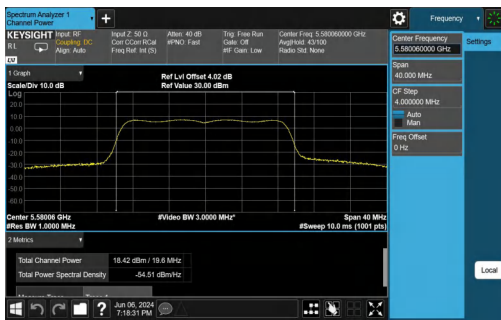 Spectrum Analyzer 1
Channel Power
Frequency
KEYSIGHT
Input: RF
Coupling: DC
Align: Auto
Input Z: 50 Ω
Corr CCorr RCal
Freq Ref: Int (S)
Atten: 40 dB
#PNO: Fast
Trig: Free Run
Gate: Off
#IF Gain: Low
Center Freq: 5.580060000 GHz
Avg|Hold: 43/100
Radio Std: None
RL
LV
Center Frequency
5.580060000 GHz
Settings
Span
40.000 MHz
CF Step
4.000000 MHz
Auto
Man
Freq Offset
0 Hz
Local
1 Graph
Scale/Div 10.0 dB
Ref Lvl Offset 4.02 dB
Ref Value 30.00 dBm
Log
20.0
10.0
0.00
-10.0
-20.0
-30.0
-40.0
-50.0
-60.0
Center 5.58006 GHz
#Res BW 1.0000 MHz
#Video BW 3.0000 MHz*
Span 40 MHz
#Sweep 10.0 ms (1001 pts)
2 Metrics
Total Channel Power
18.42 dBm / 19.6 MHz
Total Power Spectral Density
-54.51 dBm/Hz
?
Jun 06, 2024
7:18:31 PM